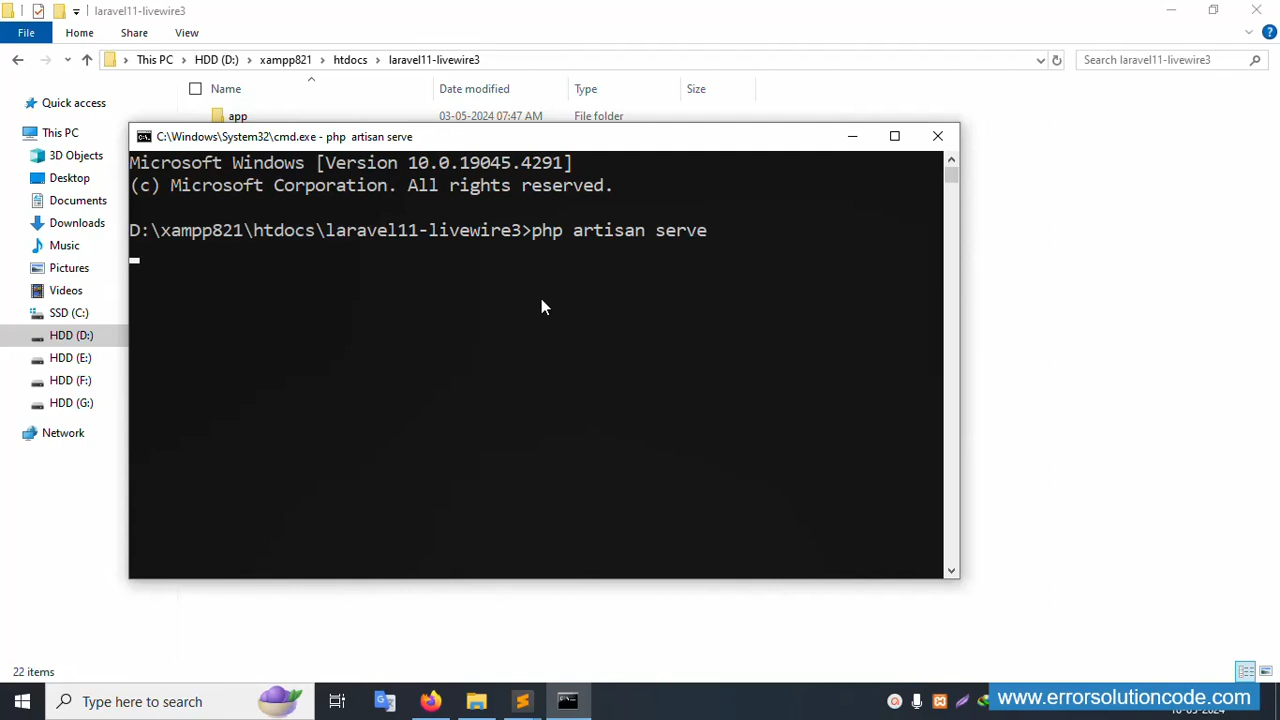 laravel11-livewire3
File Home Share View
This PC HDD (D:) xampp821 htdocs laravel11-livewire3
Search laravel11-livewire3
Name Date modified Type Size
Quick access
app 03-05-2024 07:47 AM File folder
This PC
3D Objects
Desktop
Documents
Downloads
Music
Pictures
Videos
SSD (C:)
HDD (D:)
HDD (E:)
HDD (F:)
HDD (G:)
Network
C:\Windows\System32\cmd.exe - php artisan serve
Microsoft Windows [Version 10.0.19045.4291]
(c) Microsoft Corporation. All rights reserved.
D:\xampp821\htdocs\laravel11-livewire3>php artisan serve
22 items
Type here to search
www.errorsolutioncode.com